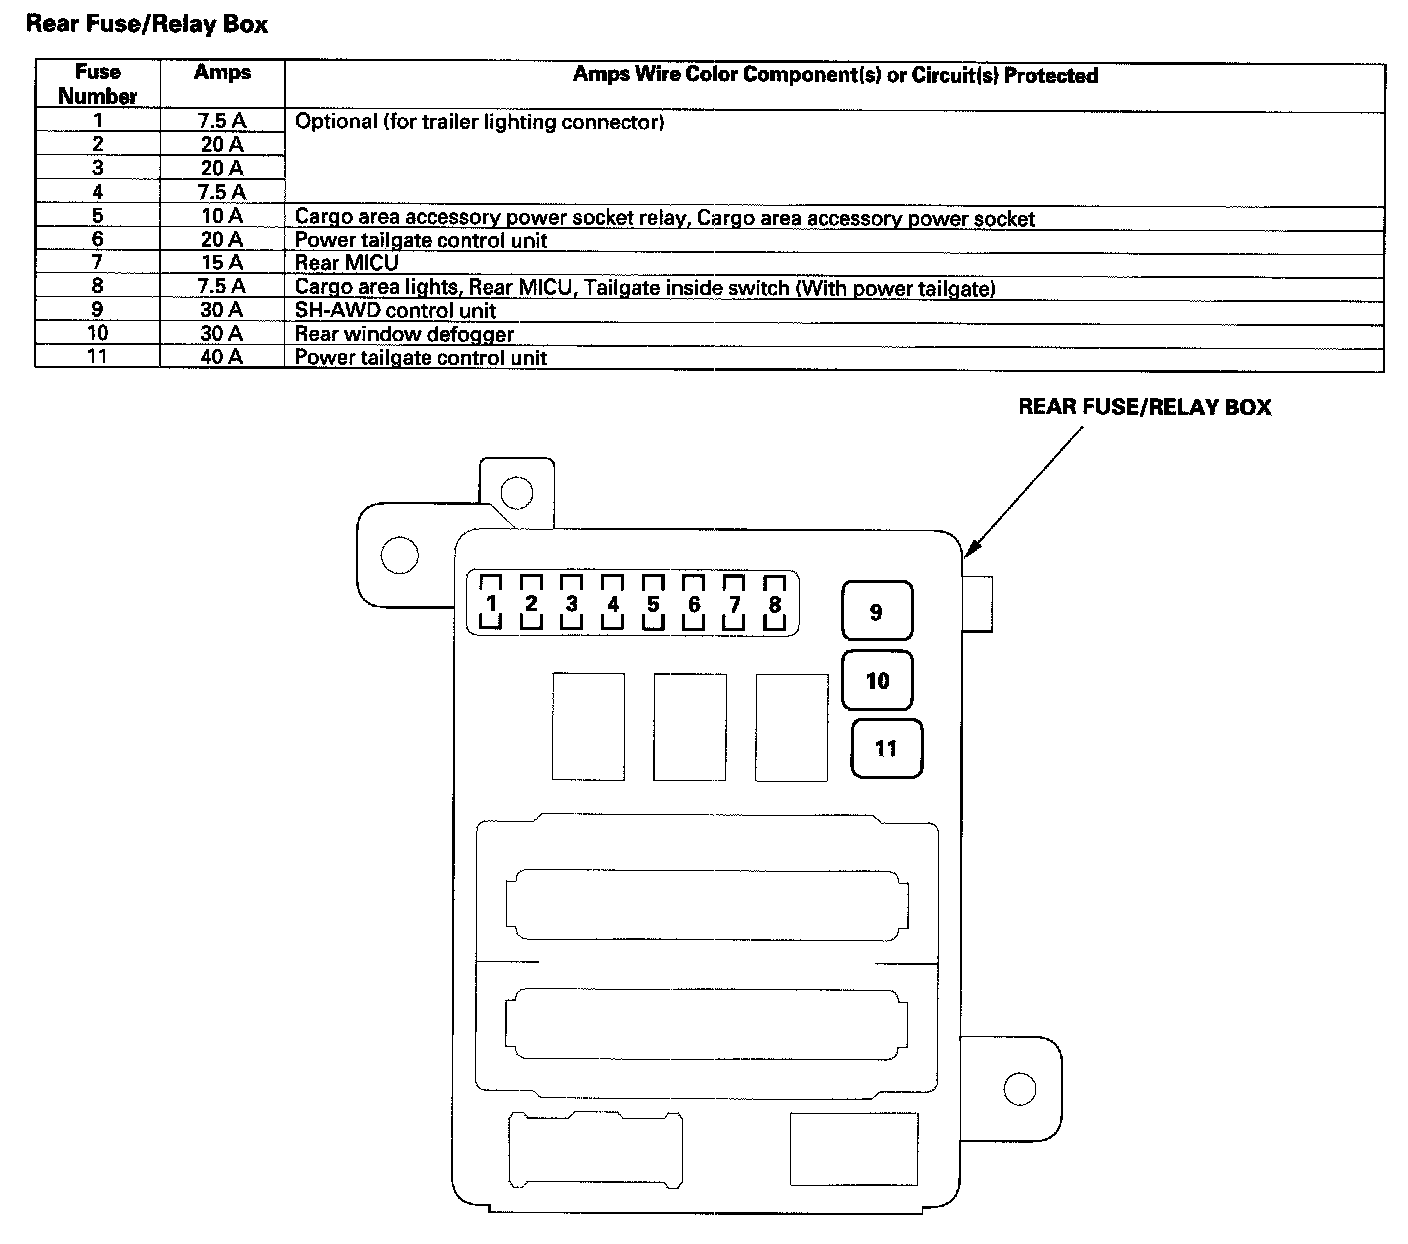 Rear Fuse/Relay Box
Fuse Number Amps Amps Wire Color Component(s) or Circuit(s) Protected
1 7.5 A Optional (for trailer lighting connector)
2 20 A
3 20 A
4 7.5 A
5 10 A Cargo area accessory power socket relay, Cargo area accessory power socket
6 20 A Power tailgate control unit
7 15 A Rear MICU
8 7.5 A Cargo area lights, Rear MICU, Tailgate inside switch (With power tailgate)
9 30 A SH-AWD control unit
10 30 A Rear window defogger
11 40 A Power tailgate control unit
REAR FUSE/RELAY BOX
1 2 3 4 5 6 7 8
9
10
11